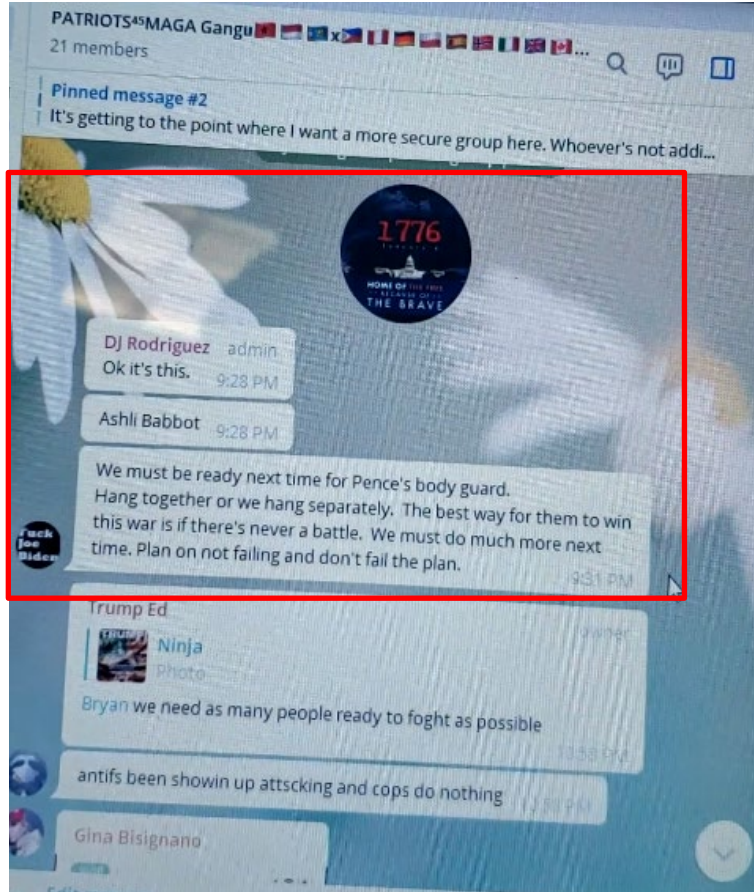 PATRIOTS⁴⁵MAGA Gangu🇦🇱🇮🇩🇰🇿x🇵🇭🇵🇪🇩🇪🇵🇱🇪🇸🇳🇴🇮🇹🇬🇧🇨🇦...
21 members
Pinned message #2
It's getting to the point where I want a more secure group here. Whoever's not addi...
1776
HOME OF THE FREE
BECAUSE OF
THE BRAVE
DJ Rodriguez admin
Ok it's this. 9:28 PM
Ashli Babbot 9:28 PM
We must be ready next time for Pence's body guard.
Hang together or we hang separately. The best way for them to win
this war is if there's never a battle. We must do much more next
time. Plan on not failing and don't fail the plan.
9:31 PM
Fuck
Joe
Biden
Trump Ed owner
Ninja
Photo
Bryan we need as many people ready to foght as possible
antifs been showin up attscking and cops do nothing
Gina Bisignano